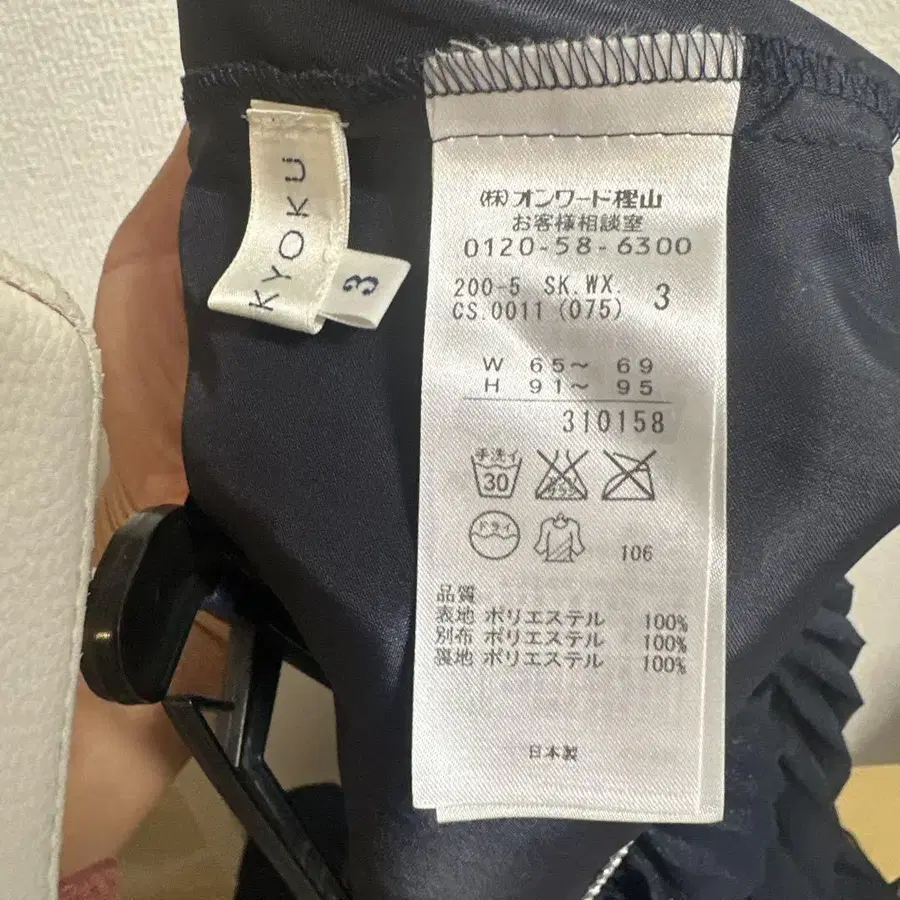 KYOKU
3
(株)オンワード樫山
お客様相談室
0120-58-6300
200-5 SK.WX. 3
CS.0011 (075)
W 65〜 69
H 91〜 95
310158
手洗イ
30
ドライ
106
品質
表地 ポリエステル 100%
別布 ポリエステル 100%
裏地 ポリエステル 100%
日本製